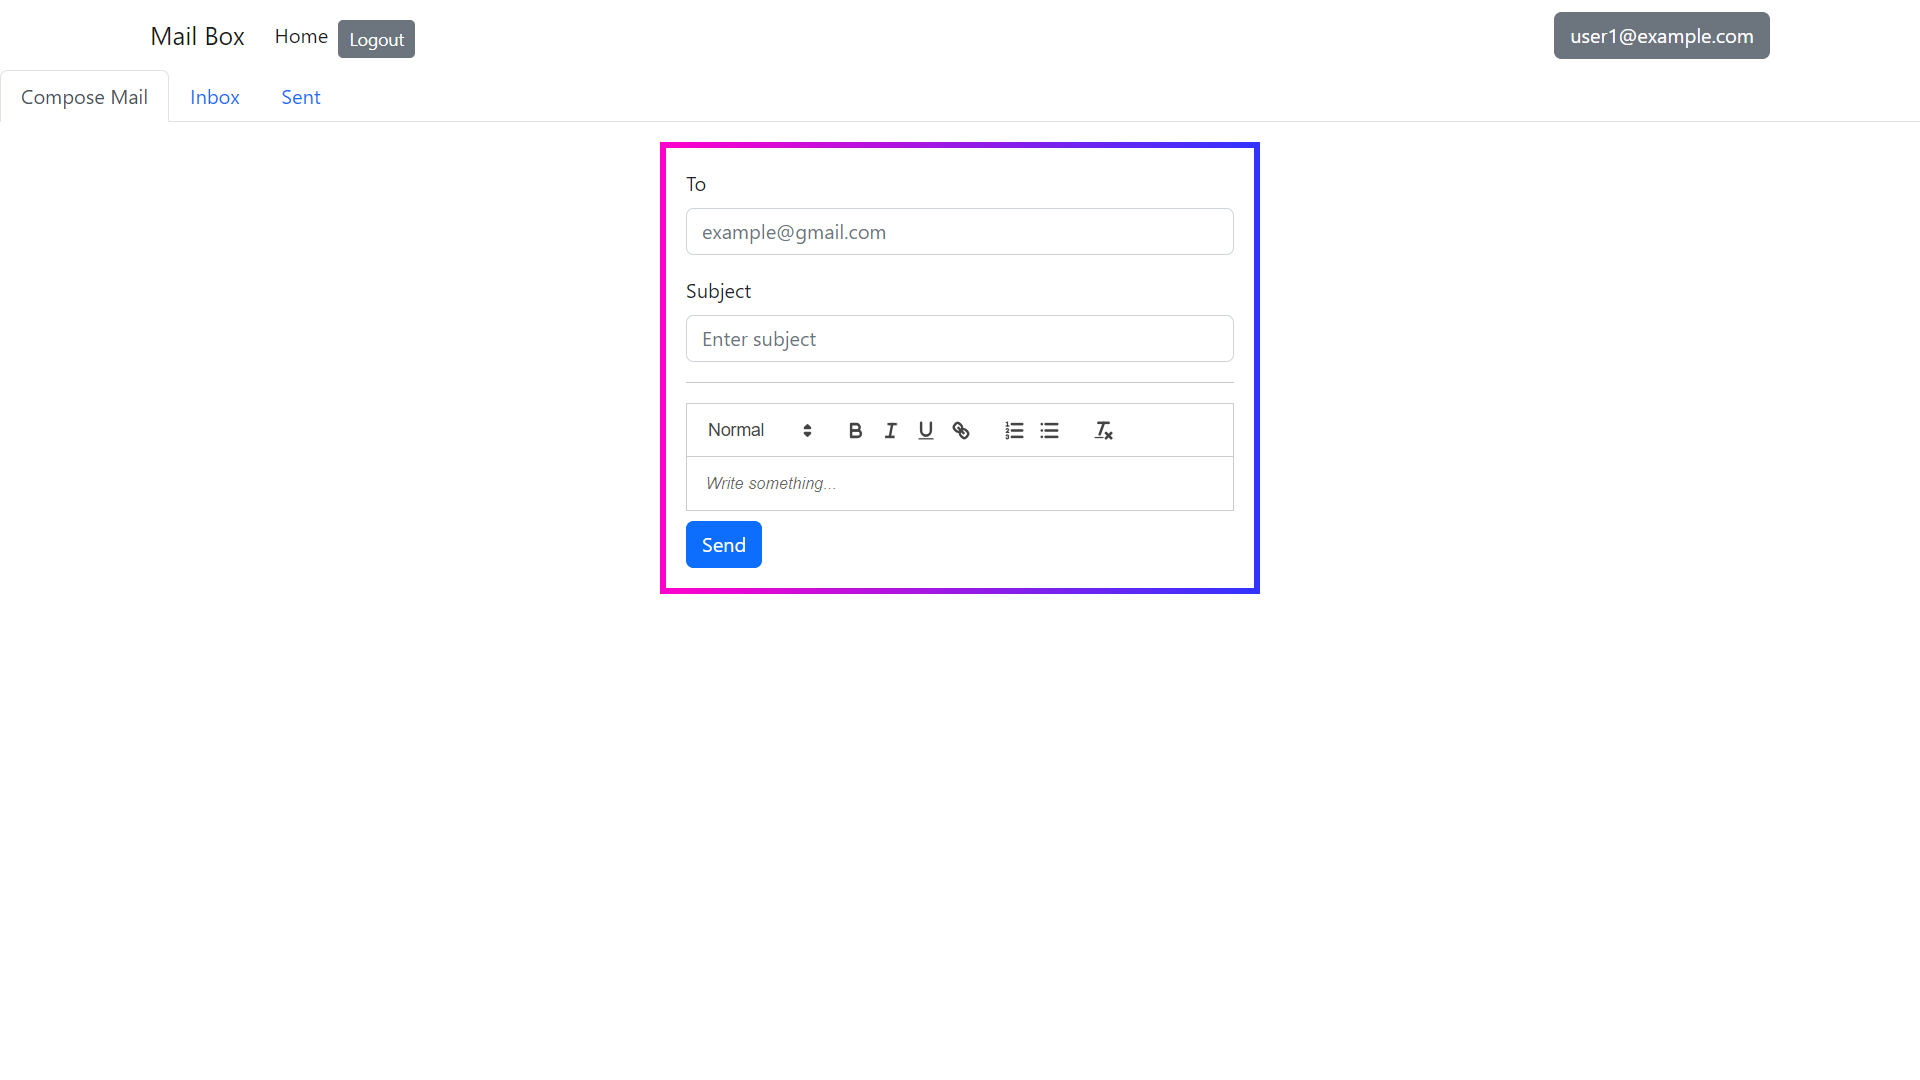 Mail Box Home Logout user1@example.com
Compose Mail Inbox Sent
To
example@gmail.com
Subject
Enter subject
Normal
Write something...
Send